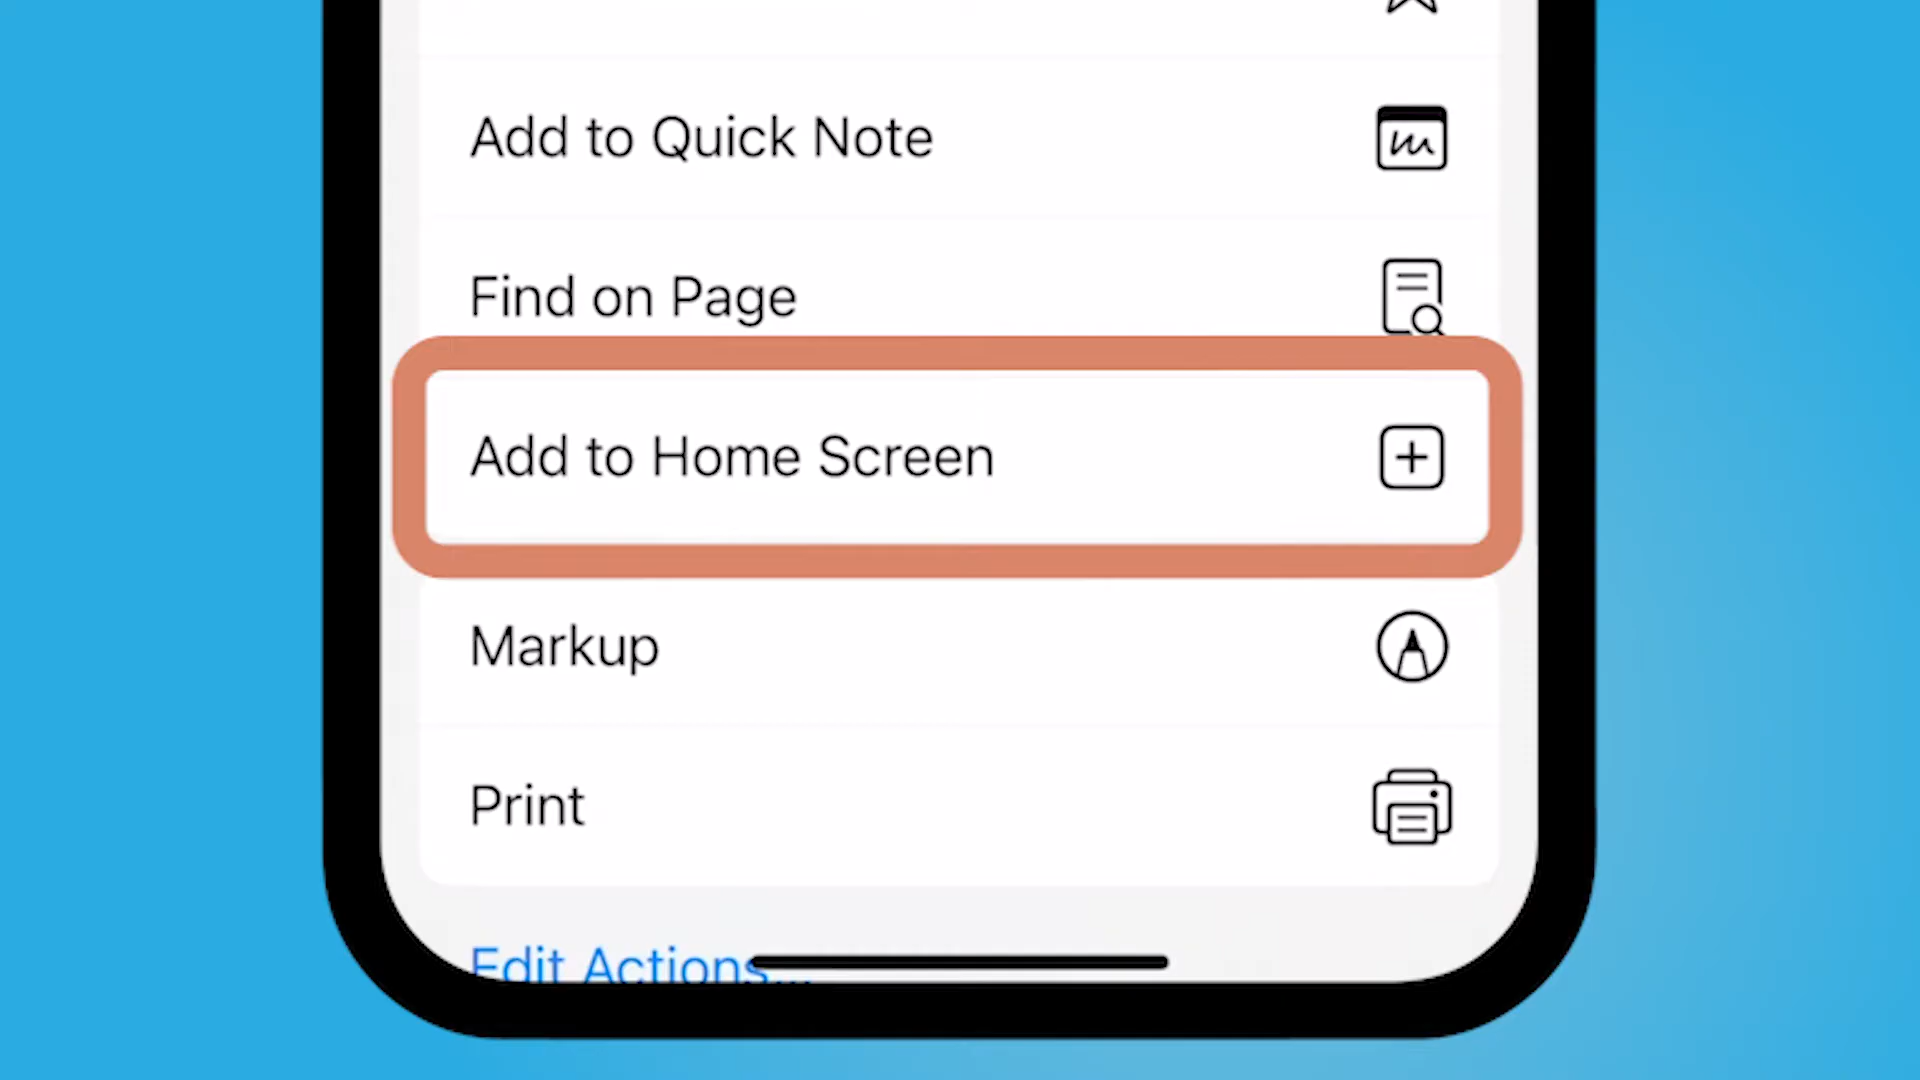 Add to Quick Note
Find on Page
Add to Home Screen
Markup
Print
Edit Actions...